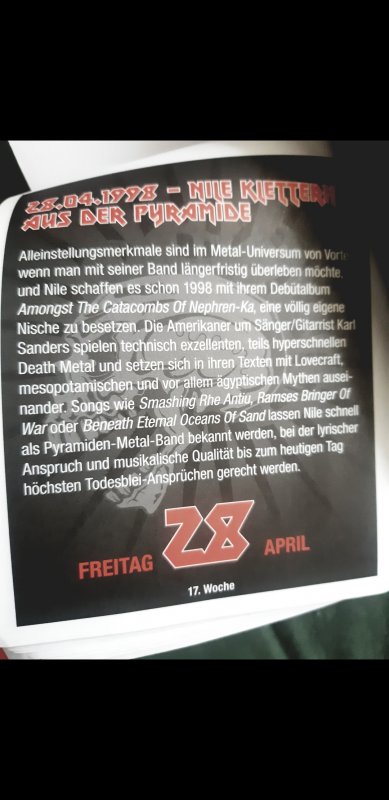 28.04.1998 – NILE KLETTERN
AUS DER PYRAMIDE
Alleinstellungsmerkmale sind im Metal-Universum von Vorte
wenn man mit seiner Band längerfristig überleben möchte,
und Nile schaffen es schon 1998 mit ihrem Debütalbum
Amongst The Catacombs Of Nephren-Ka, eine völlig eigene
Nische zu besetzen. Die Amerikaner um Sänger/Gitarrist Karl
Sanders spielen technisch exzellenten, teils hyperschnellen
Death Metal und setzen sich in ihren Texten mit Lovecraft,
mesopotamischen und vor allem ägyptischen Mythen ausei-
nander. Songs wie Smashing Rhe Antiu, Ramses Bringer Of
War oder Beneath Eternal Oceans Of Sand lassen Nile schnell
als Pyramiden-Metal-Band bekannt werden, bei der lyrischer
Anspruch und musikalische Qualität bis zum heutigen Tag
höchsten Todesblei-Ansprüchen gerecht werden.
FREITAG 28 APRIL
17. Woche